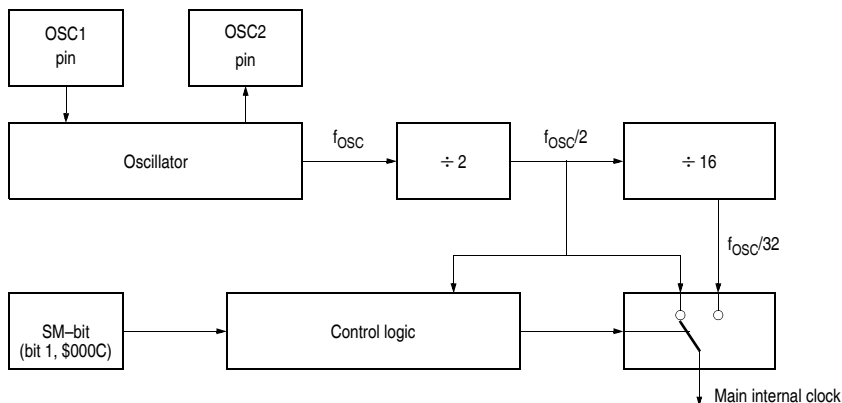 OSC1
pin
OSC2
pin
Oscillator
fOSC
÷ 2
fOSC/2
÷ 16
fOSC/32
SM–bit
(bit 1, $000C)
Control logic
Main internal clock